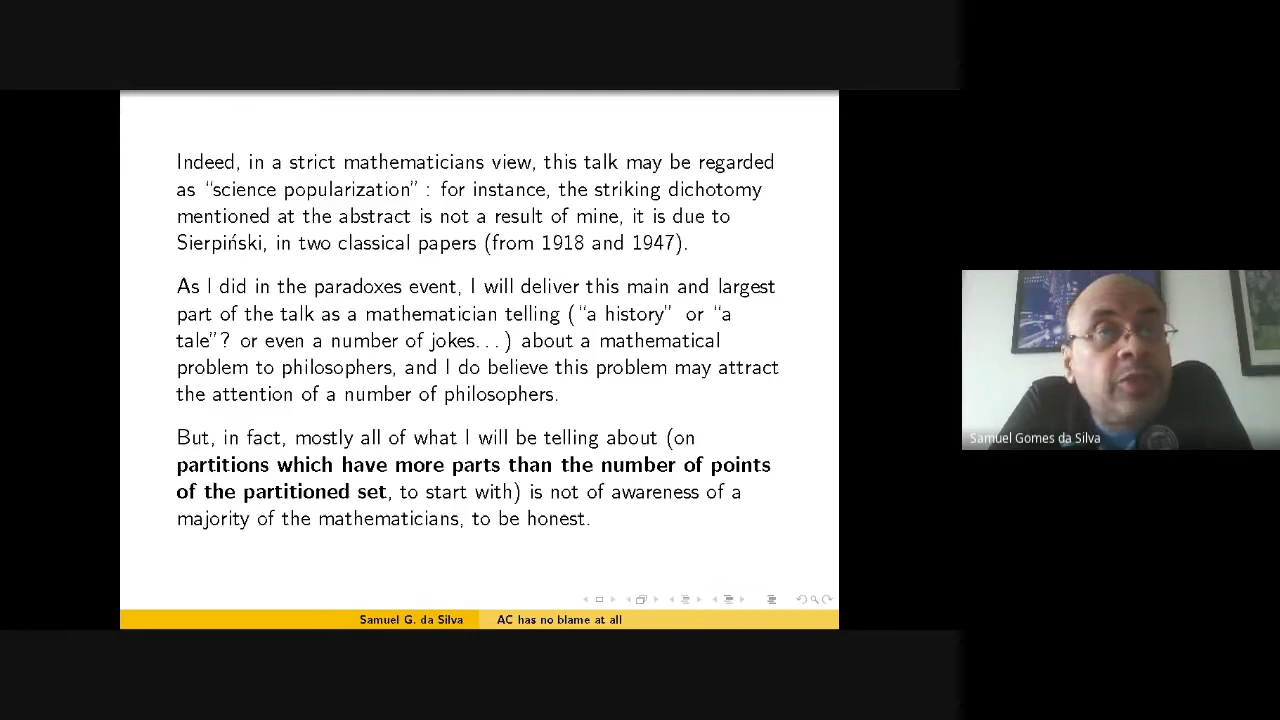 Indeed, in a strict mathematicians view, this talk may be regarded
as “science popularization” : for instance, the striking dichotomy
mentioned at the abstract is not a result of mine, it is due to
Sierpiński, in two classical papers (from 1918 and 1947).
As I did in the paradoxes event, I will deliver this main and largest
part of the talk as a mathematician telling (“a history” or “a
tale”? or even a number of jokes...) about a mathematical
problem to philosophers, and I do believe this problem may attract
the attention of a number of philosophers.
But, in fact, mostly all of what I will be telling about (on
partitions which have more parts than the number of points
of the partitioned set, to start with) is not of awareness of a
majority of the mathematicians, to be honest.
Samuel G. da Silva AC has no blame at all
Samuel Gomes da Silva